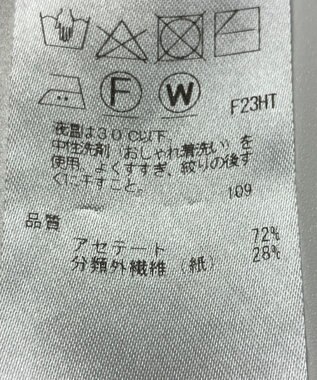 F W
F23HT
液温は30℃以下
中性洗剤(おしゃれ着洗い)を
使用。よくすすぎ、絞りの後す
ぐに干すこと。
109
品質
アセテート 72%
分類外繊維(紙) 28%